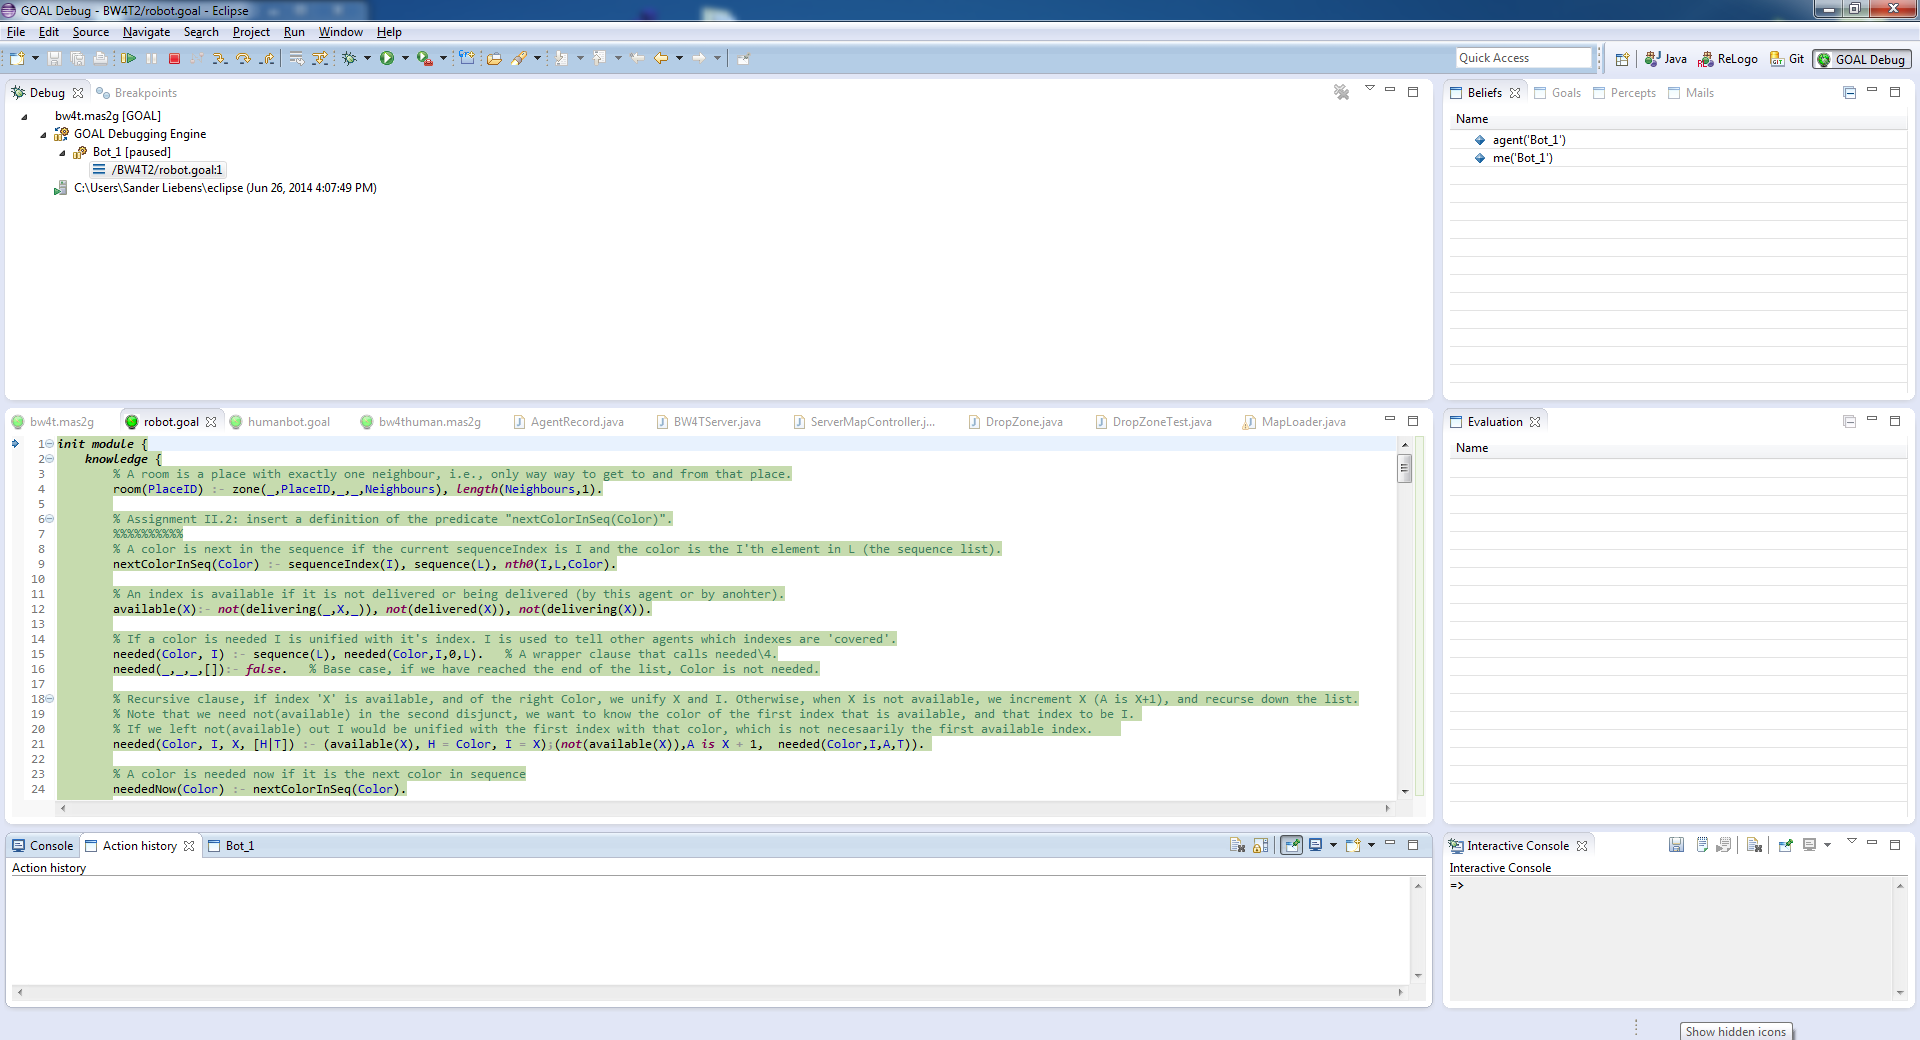 GOAL Debug - BW4T2/robot.goal - Eclipse
File Edit Source Navigate Search Project Run Window Help
Quick Access
Java ReLogo Git GOAL Debug
Debug Breakpoints
bw4t.mas2g [GOAL]
GOAL Debugging Engine
Bot_1 [paused]
/BW4T2/robot.goal:1
C:\Users\Sander Liebens\eclipse (Jun 26, 2014 4:07:49 PM)
Beliefs Goals Percepts Mails
Name
agent('Bot_1')
me('Bot_1')
bw4t.mas2g robot.goal humanbot.goal bw4thuman.mas2g AgentRecord.java BW4TServer.java ServerMapController.j... DropZone.java DropZoneTest.java MapLoader.java
1 init module {
2 knowledge {
3 % A room is a place with exactly one neighbour, i.e., only way way to get to and from that place.
4 room(PlaceID) :- zone(_,PlaceID,_,_,Neighbours), length(Neighbours,1).
5
6 % Assignment II.2: insert a definition of the predicate "nextColorInSeq(Color)".
7 %%%%%%%%%%
8 % A color is next in the sequence if the current sequenceIndex is I and the color is the I'th element in L (the sequence list).
9 nextColorInSeq(Color) :- sequenceIndex(I), sequence(L), nth0(I,L,Color).
10
11 % An index is available if it is not delivered or being delivered (by this agent or by anohter).
12 available(X):- not(delivering(_,X,_)), not(delivered(X)), not(delivering(X)).
13
14 % If a color is needed I is unified with it's index. I is used to tell other agents which indexes are 'covered'.
15 needed(Color, I) :- sequence(L), needed(Color,I,0,L). % A wrapper clause that calls needed\4.
16 needed(_,_,_,[]):- false. % Base case, if we have reached the end of the list, Color is not needed.
17
18 % Recursive clause, if index 'X' is available, and of the right Color, we unify X and I. Otherwise, when X is not available, we increment X (A is X+1), and recurse down the list.
19 % Note that we need not(available) in the second disjunct, we want to know the color of the first index that is available, and that index to be I.
20 % If we left not(available) out I would be unified with the first index with that color, which is not necesaarily the first available index.
21 needed(Color, I, X, [H|T]) :- (available(X), H = Color, I = X);(not(available(X)),A is X + 1, needed(Color,I,A,T)).
22
23 % A color is needed now if it is the next color in sequence
24 neededNow(Color) :- nextColorInSeq(Color).
Evaluation
Name
Console Action history Bot_1
Action history
Interactive Console
Interactive Console
=>
Show hidden icons